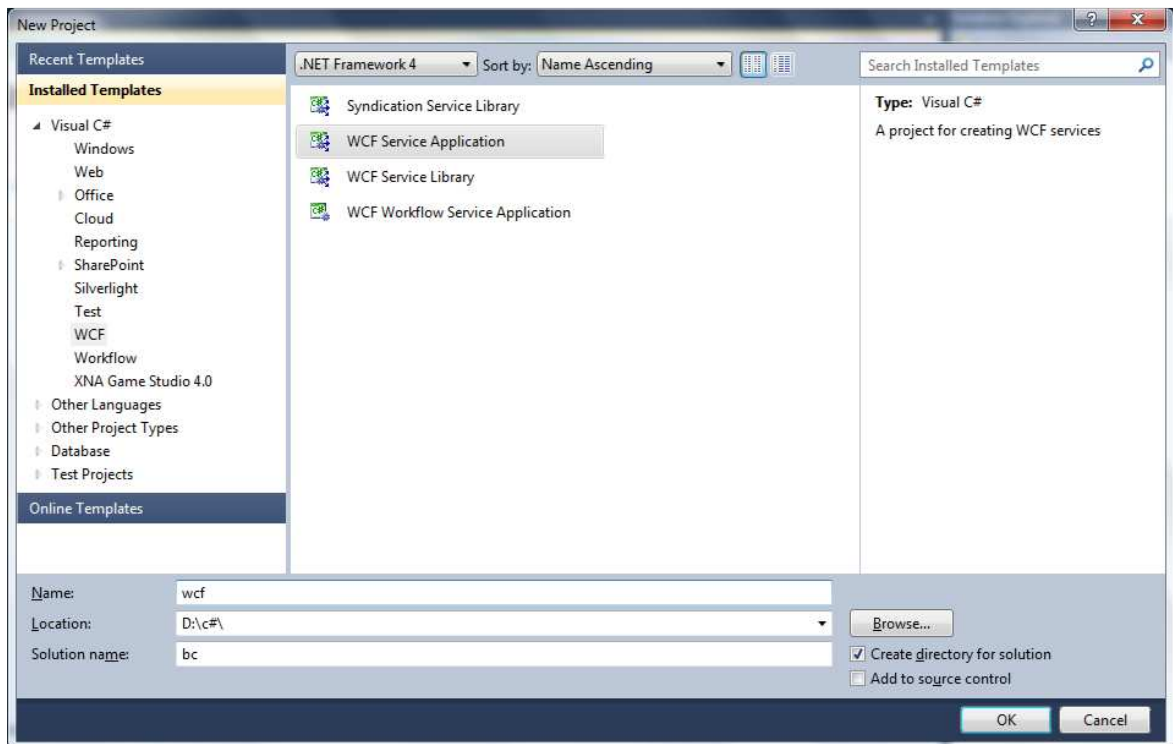 New Project
Recent Templates
Installed Templates
Visual C#
Windows
Web
Office
Cloud
Reporting
SharePoint
Silverlight
Test
WCF
Workflow
XNA Game Studio 4.0
Other Languages
Other Project Types
Database
Test Projects
Online Templates
.NET Framework 4 Sort by: Name Ascending
Syndication Service Library
WCF Service Application
WCF Service Library
WCF Workflow Service Application
Search Installed Templates
Type: Visual C#
A project for creating WCF services
Name: wcf
Location: D:\c#\ Browse...
Solution name: bc
Create directory for solution
Add to source control
OK Cancel